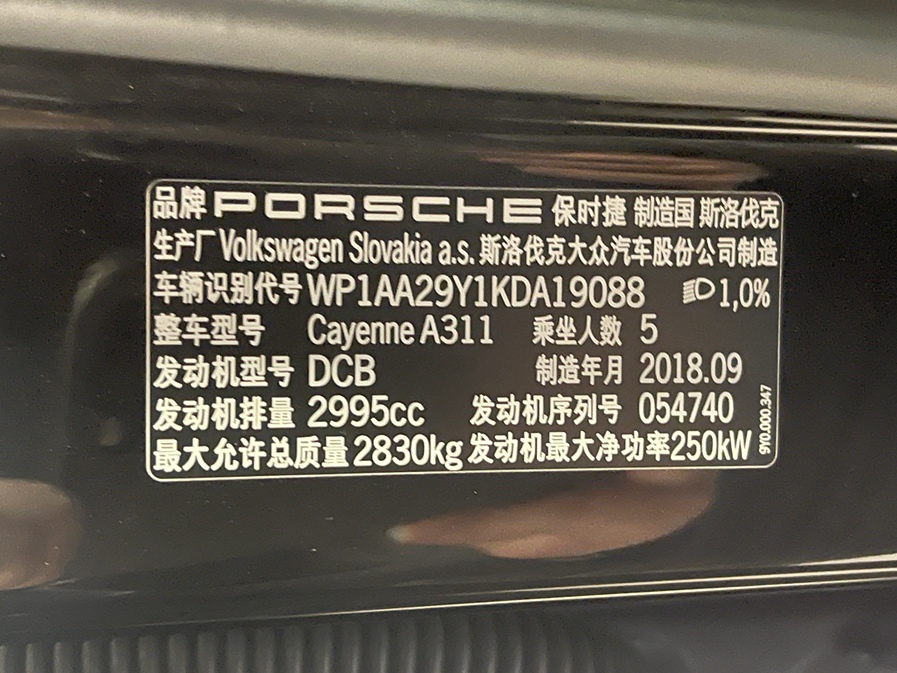 品牌 PORSCHE 保时捷 制造国 斯洛伐克
生产厂 Volkswagen Slovakia a.s. 斯洛伐克大众汽车股份公司制造
车辆识别代号 WP1AA29Y1KDA19088 1,0%
整车型号 Cayenne A311 乘坐人数 5
发动机型号 DCB 制造年月 2018.09
发动机排量 2995cc 发动机序列号 054740
最大允许总质量 2830kg 发动机最大净功率 250kW
9Y0.000.347